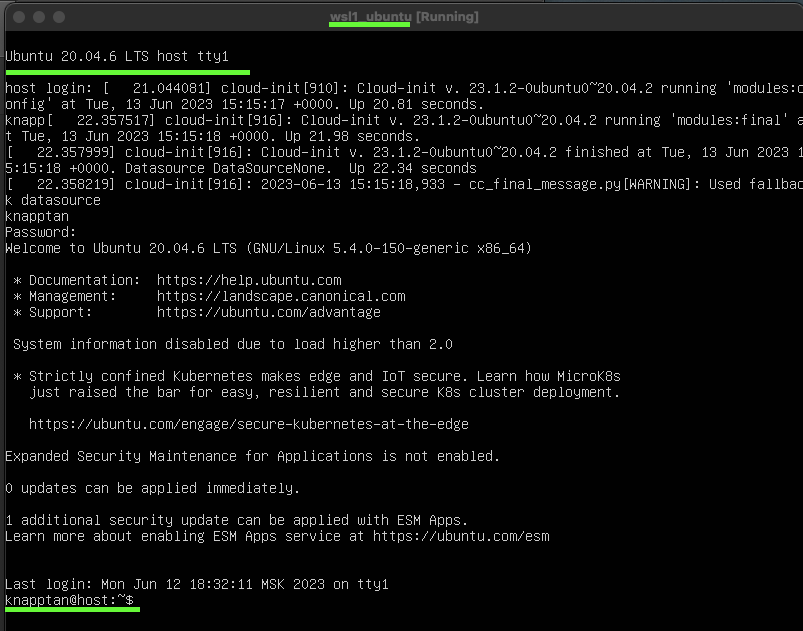 wsl1_ubuntu [Running]
Ubuntu 20.04.6 LTS host tty1
host login: [   21.044081] cloud-init[910]: Cloud-init v. 23.1.2-0ubuntu0~20.04.2 running 'modules:c
onfig' at Tue, 13 Jun 2023 15:15:17 +0000. Up 20.81 seconds.
knapp[   22.357517] cloud-init[916]: Cloud-init v. 23.1.2-0ubuntu0~20.04.2 running 'modules:final' a
t Tue, 13 Jun 2023 15:15:18 +0000. Up 21.98 seconds.
[   22.357999] cloud-init[916]: Cloud-init v. 23.1.2-0ubuntu0~20.04.2 finished at Tue, 13 Jun 2023 1
5:15:18 +0000. Datasource DataSourceNone.  Up 22.34 seconds
[   22.358219] cloud-init[916]: 2023-06-13 15:15:18,933 - cc_final_message.py[WARNING]: Used fallbac
k datasource
knapptan
Password:
Welcome to Ubuntu 20.04.6 LTS (GNU/Linux 5.4.0-150-generic x86_64)
 * Documentation:  https://help.ubuntu.com
 * Management:     https://landscape.canonical.com
 * Support:        https://ubuntu.com/advantage
 System information disabled due to load higher than 2.0
 * Strictly confined Kubernetes makes edge and IoT secure. Learn how MicroK8s
   just raised the bar for easy, resilient and secure K8s cluster deployment.
   https://ubuntu.com/engage/secure-kubernetes-at-the-edge
Expanded Security Maintenance for Applications is not enabled.
0 updates can be applied immediately.
1 additional security update can be applied with ESM Apps.
Learn more about enabling ESM Apps service at https://ubuntu.com/esm
Last login: Mon Jun 12 18:32:11 MSK 2023 on tty1
knapptan@host:~$